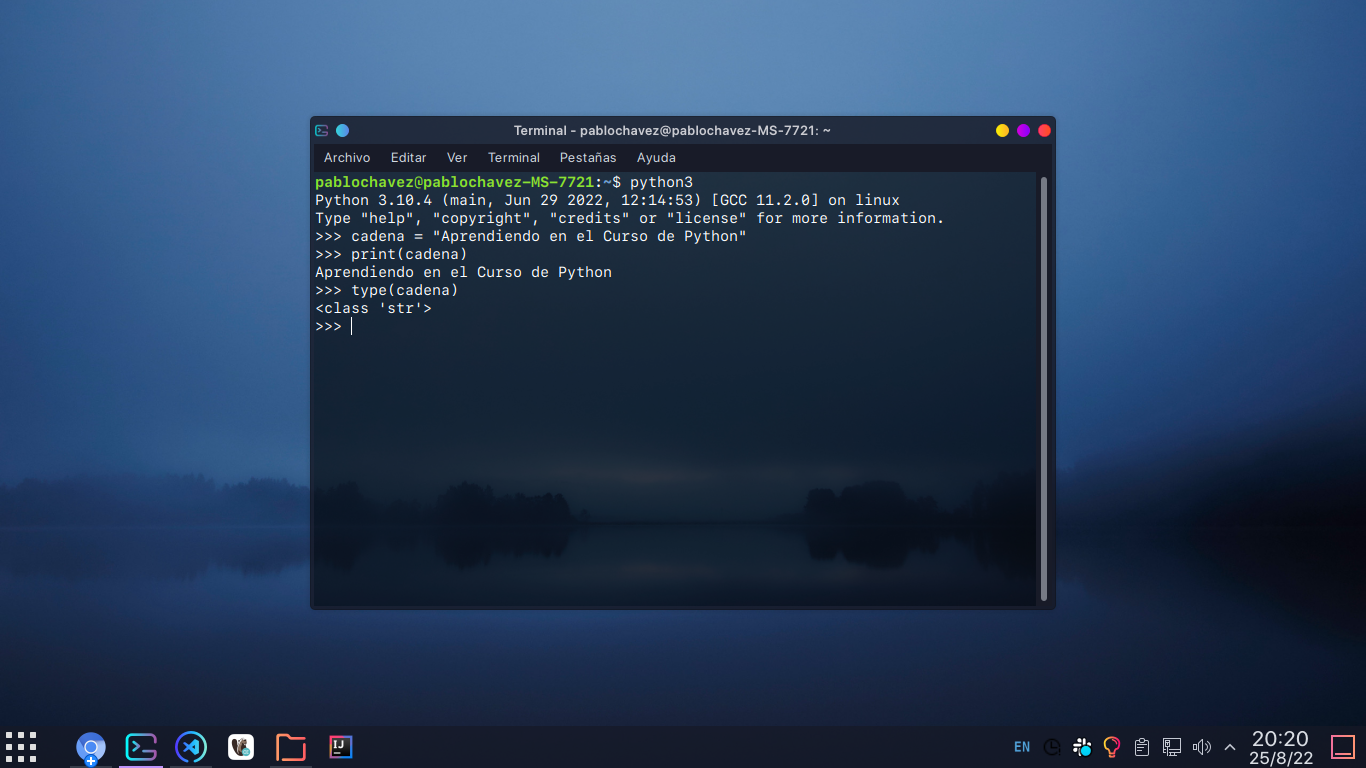 Terminal - pablochavez@pablochavez-MS-7721: ~
Archivo Editar Ver Terminal Pestañas Ayuda
pablochavez@pablochavez-MS-7721:~$ python3
Python 3.10.4 (main, Jun 29 2022, 12:14:53) [GCC 11.2.0] on linux
Type "help", "copyright", "credits" or "license" for more information.
>>> cadena = "Aprendiendo en el Curso de Python"
>>> print(cadena)
Aprendiendo en el Curso de Python
>>> type(cadena)
<class 'str'>
>>>
IJ
EN
20:20
25/8/22